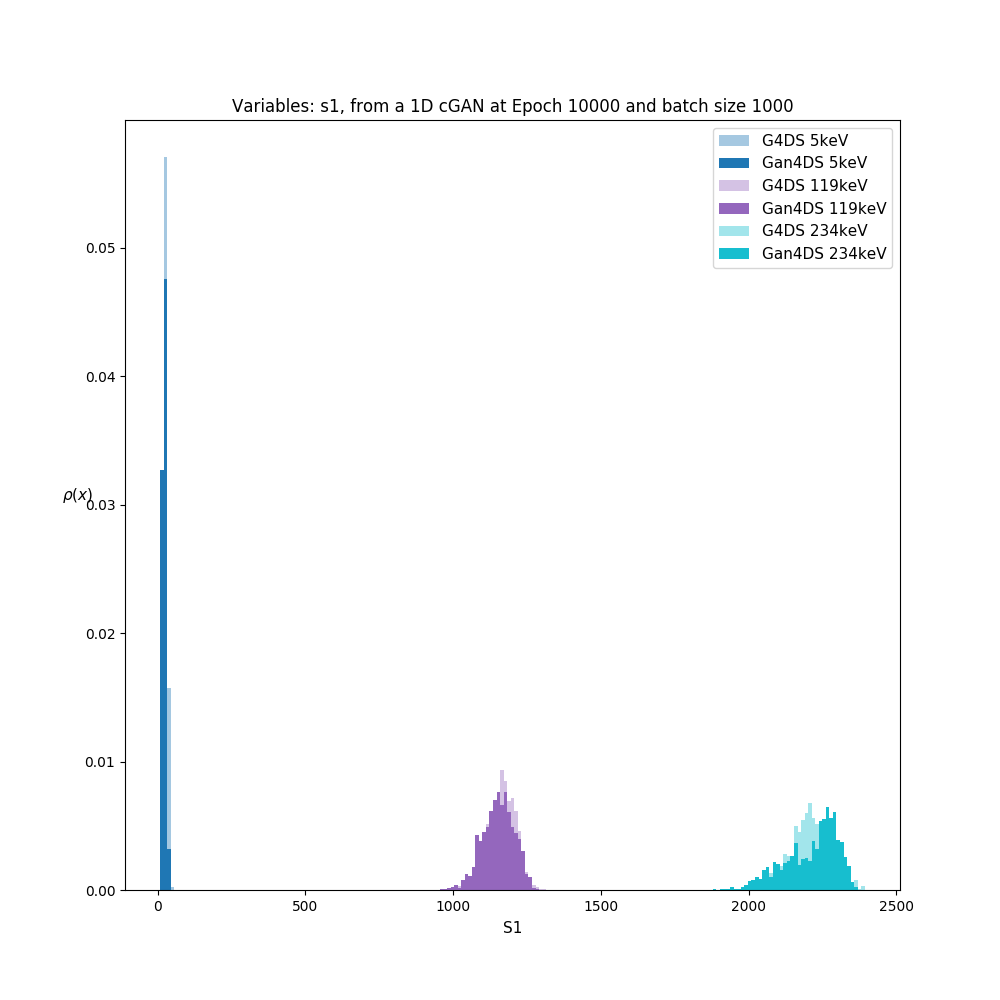 Variables: s1, from a 1D cGAN at Epoch 10000 and batch size 1000
G4DS 5keV
Gan4DS 5keV
G4DS 119keV
Gan4DS 119keV
G4DS 234keV
Gan4DS 234keV
0.05
0.04
ρ(x)
0.03
0.02
0.01
0.00
0 500 1000 1500 2000 2500
S1